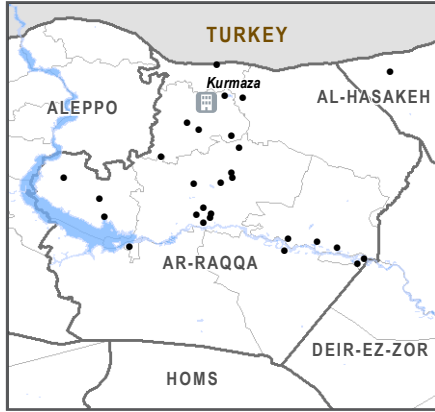 TURKEY
Kurmaza
ALEPPO
AL-HASAKEH
AR-RAQQA
DEIR-EZ-ZOR
HOMS